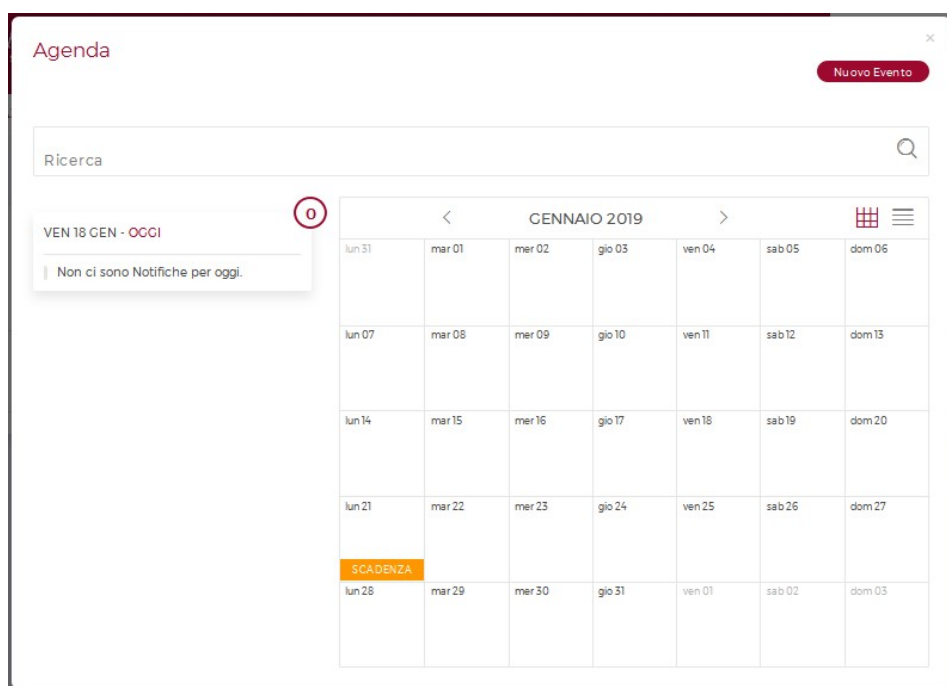 Agenda
×
Nuovo Evento
Ricerca
0
VEN 18 GEN - OGGI
Non ci sono Notifiche per oggi.
GENNAIO 2019
lun 31 mar 01 mer 02 gio 03 ven 04 sab 05 dom 06
lun 07 mar 08 mer 09 gio 10 ven 11 sab 12 dom 13
lun 14 mar 15 mer 16 gio 17 ven 18 sab 19 dom 20
lun 21 mar 22 mer 23 gio 24 ven 25 sab 26 dom 27
SCADENZA
lun 28 mar 29 mer 30 gio 31 ven 01 sab 02 dom 03